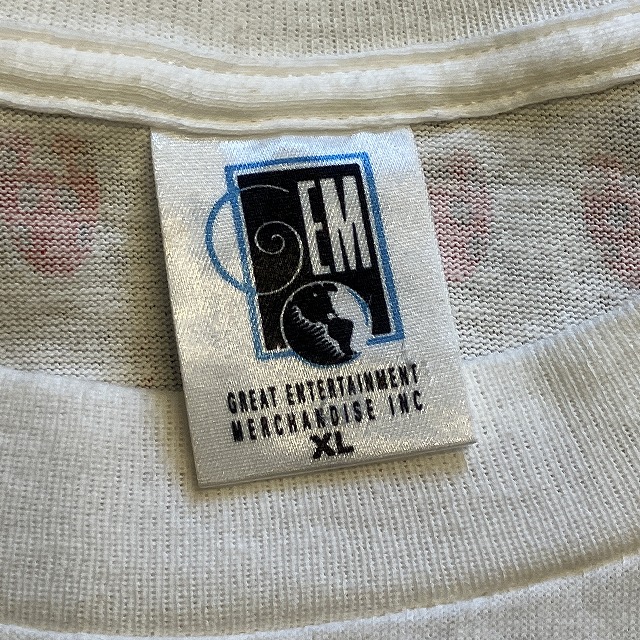 GEM
GREAT ENTERTAINMENT
MERCHANDISE INC
XL